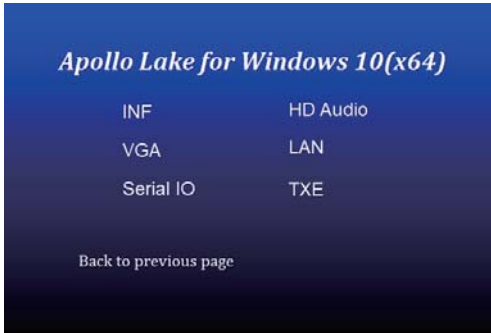 Apollo Lake for Windows 10(x64)
INF
HD Audio
VGA
LAN
Serial IO
TXE
Back to previous page